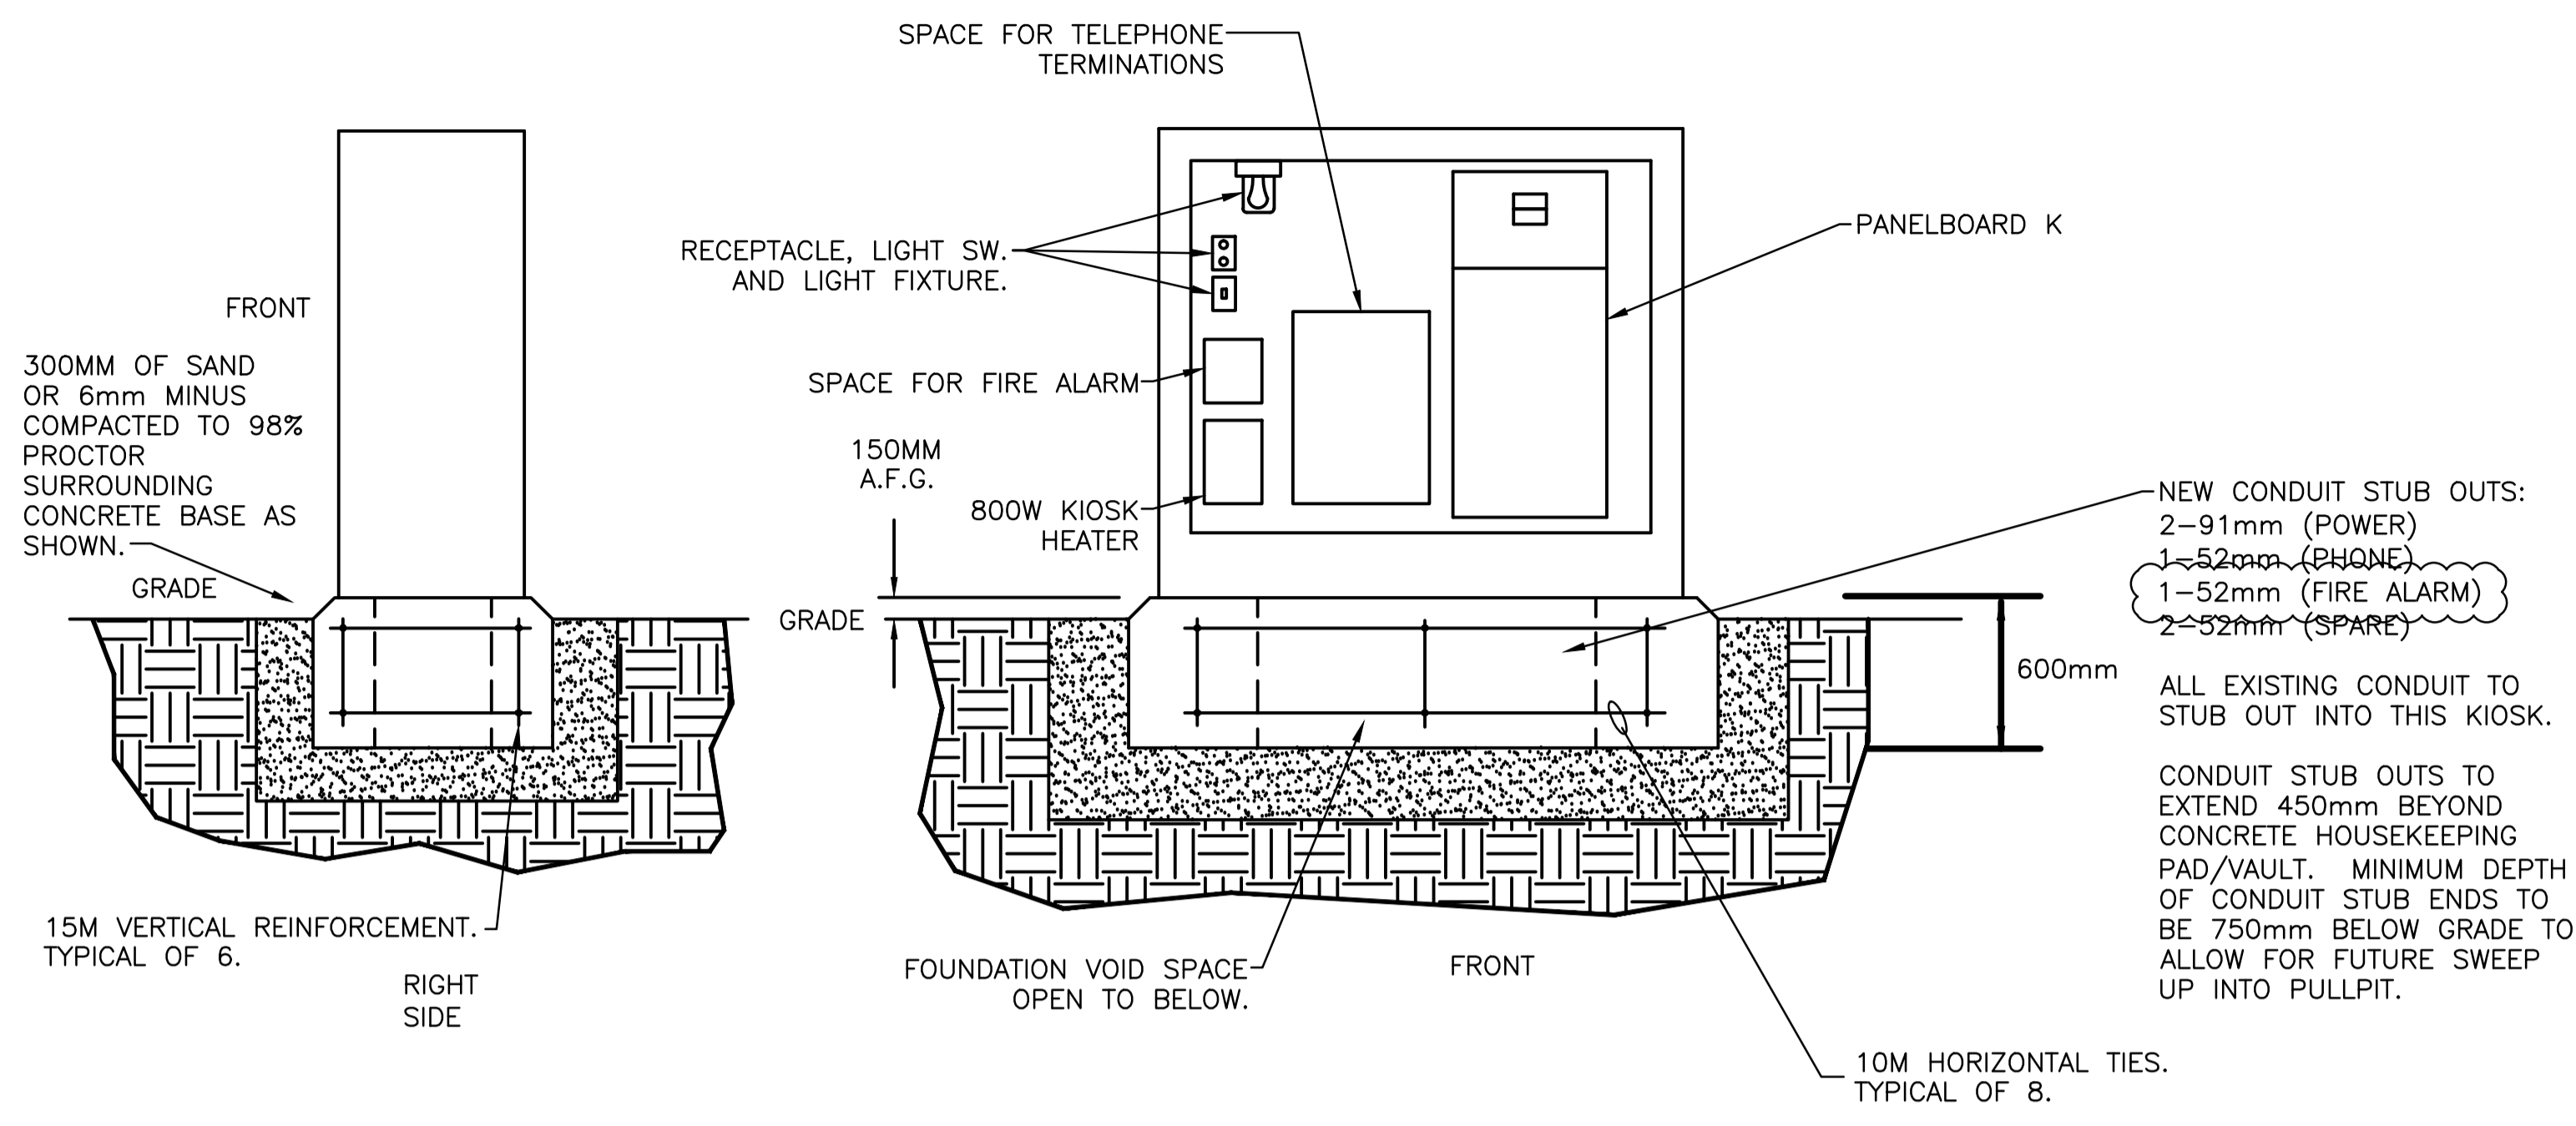 SPACE FOR TELEPHONE
TERMINATIONS
RECEPTACLE, LIGHT SW.
AND LIGHT FIXTURE.
PANELBOARD K
FRONT
300MM OF SAND
OR 6mm MINUS
COMPACTED TO 98%
PROCTOR
SURROUNDING
CONCRETE BASE AS
SHOWN.
GRADE
SPACE FOR FIRE ALARM
150MM
A.F.G.
800W KIOSK
HEATER
GRADE
NEW CONDUIT STUB OUTS:
2-91mm (POWER)
1-52mm (PHONE)
1-52mm (FIRE ALARM)
2-52mm (SPARE)
600mm
ALL EXISTING CONDUIT TO
STUB OUT INTO THIS KIOSK.
CONDUIT STUB OUTS TO
EXTEND 450mm BEYOND
CONCRETE HOUSEKEEPING
PAD/VAULT. MINIMUM DEPTH
OF CONDUIT STUB ENDS TO
BE 750mm BELOW GRADE TO
ALLOW FOR FUTURE SWEEP
UP INTO PULLPIT.
15M VERTICAL REINFORCEMENT.
TYPICAL OF 6.
RIGHT
SIDE
FOUNDATION VOID SPACE
OPEN TO BELOW.
FRONT
10M HORIZONTAL TIES.
TYPICAL OF 8.